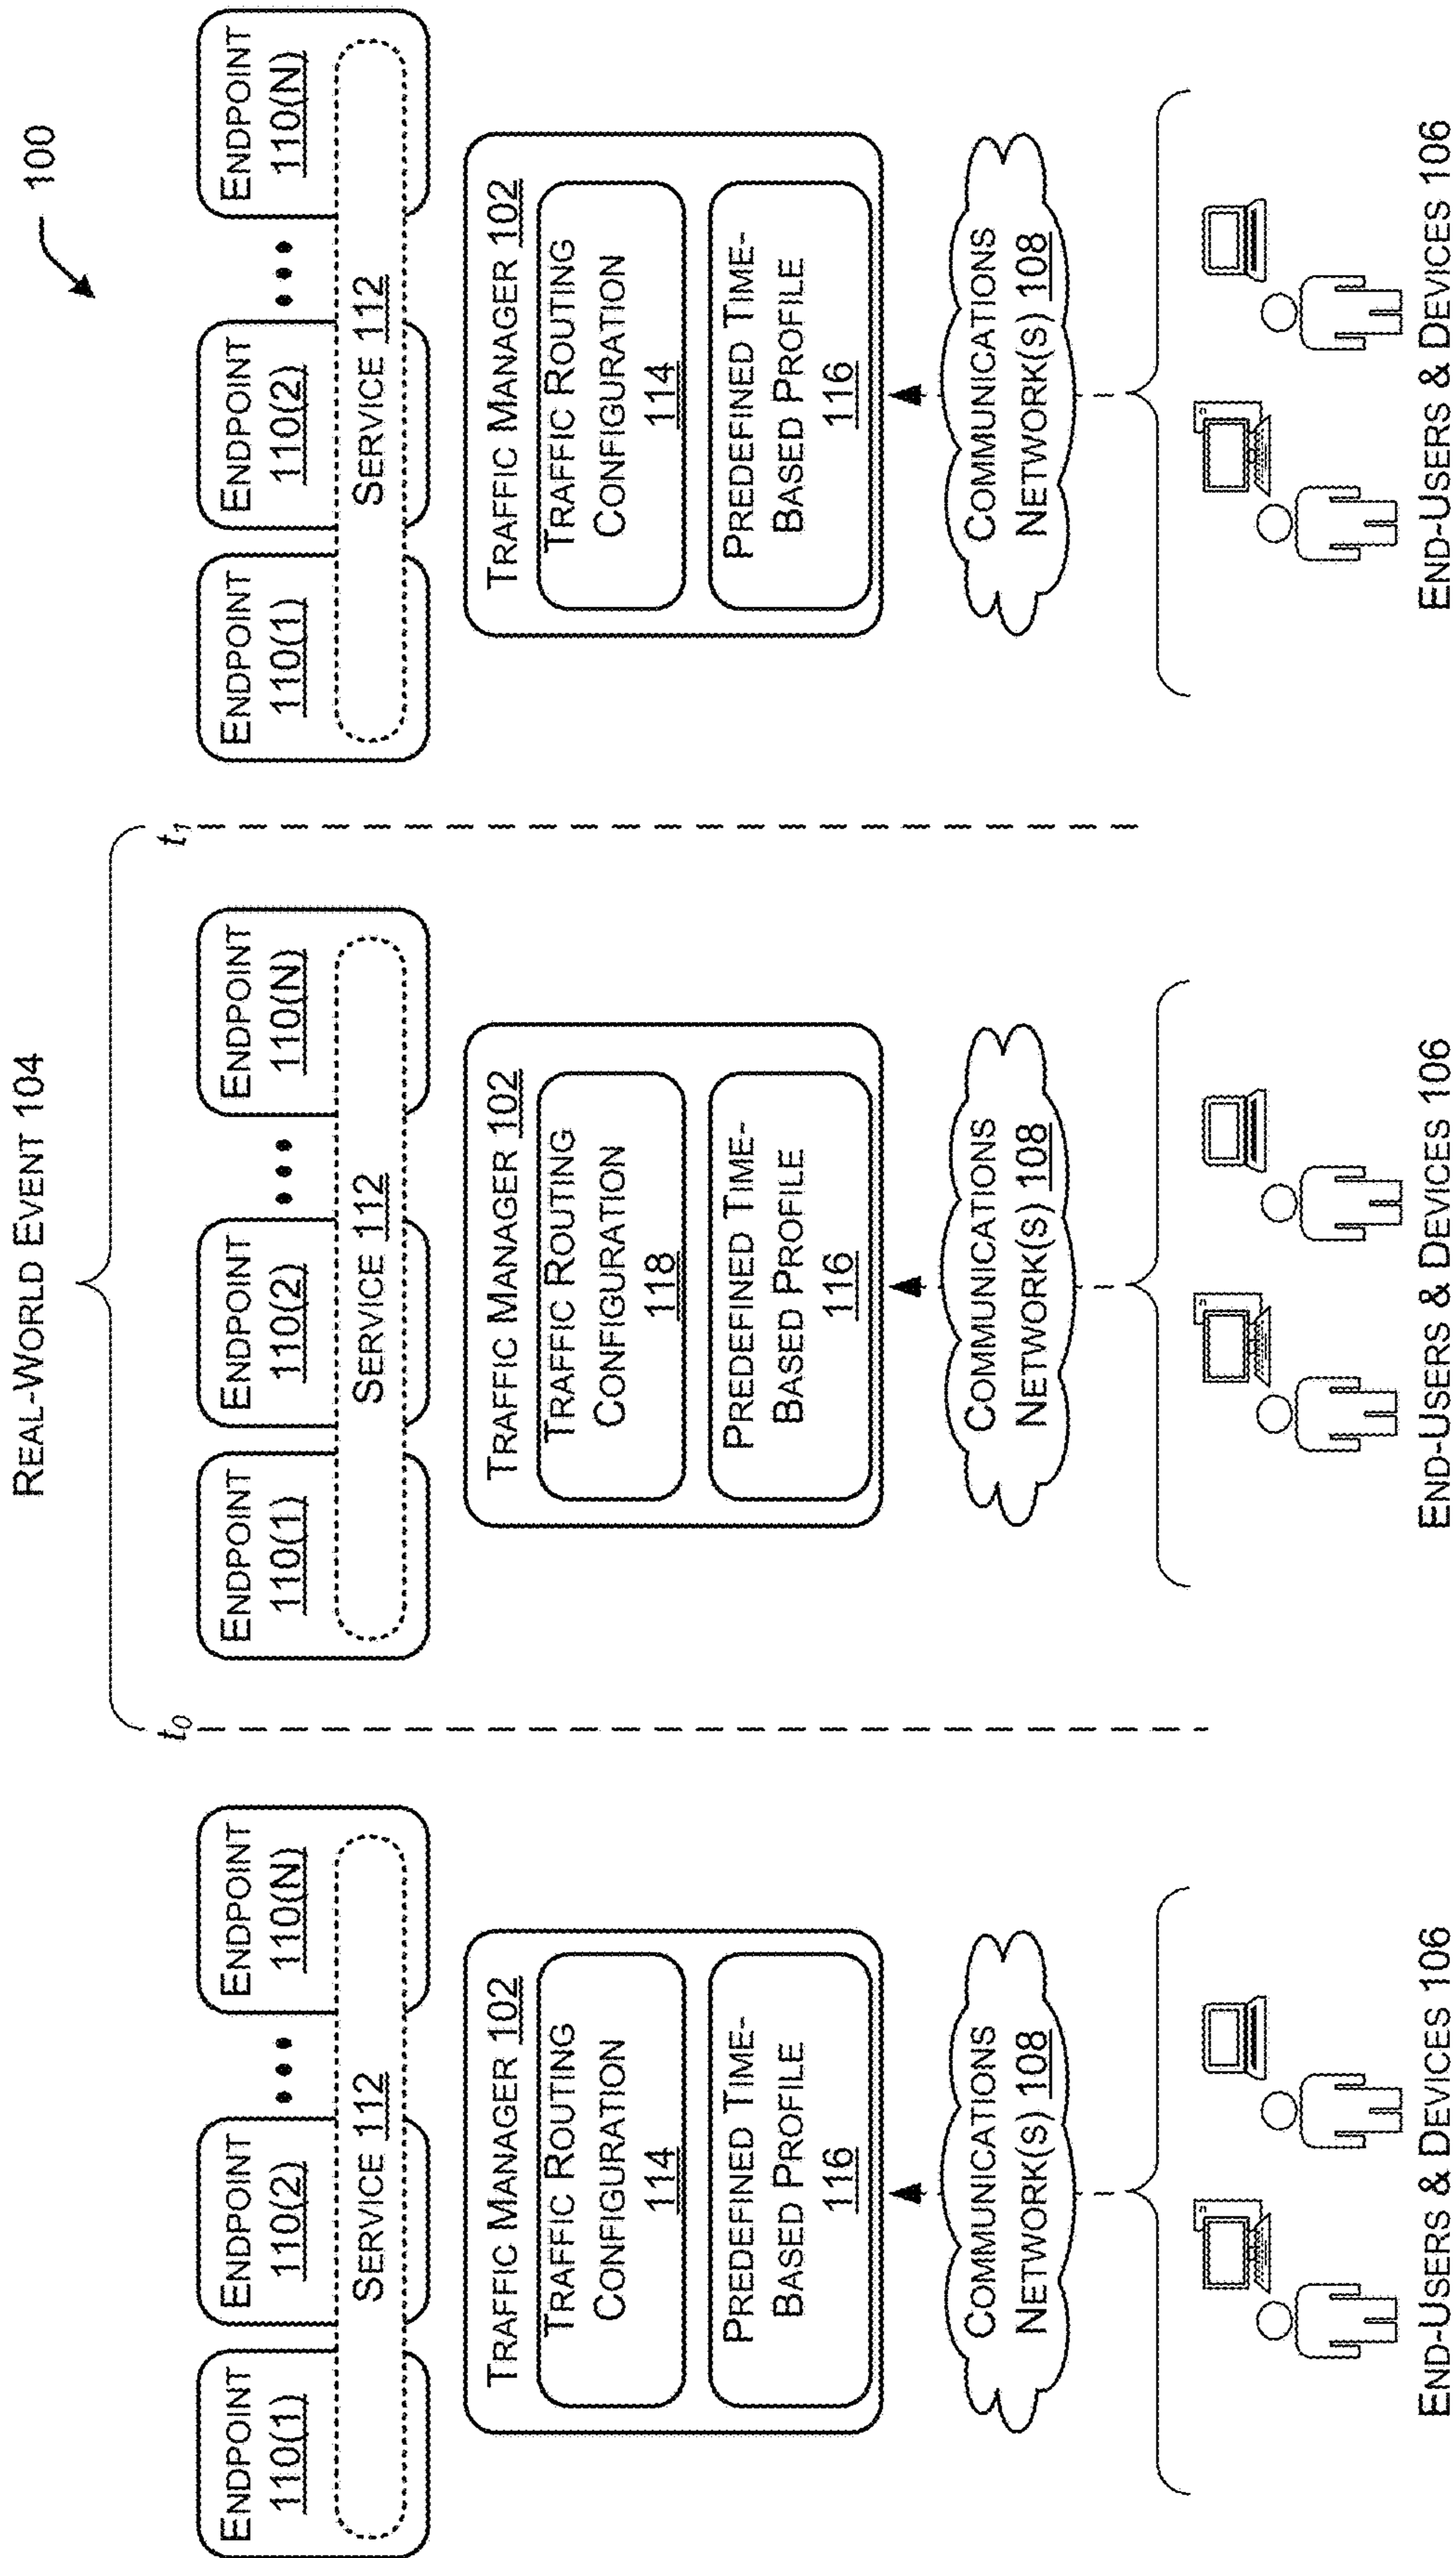 100
REAL-WORLD EVENT 104
t0
t1
ENDPOINT
110(1)
ENDPOINT
110(2)
•••
ENDPOINT
110(N)
SERVICE 112
TRAFFIC MANAGER 102
TRAFFIC ROUTING
CONFIGURATION
114
PREDEFINED TIME-
BASED PROFILE
116
COMMUNICATIONS
NETWORK(S) 108
END-USERS & DEVICES 106
ENDPOINT
110(1)
ENDPOINT
110(2)
•••
ENDPOINT
110(N)
SERVICE 112
TRAFFIC MANAGER 102
TRAFFIC ROUTING
CONFIGURATION
118
PREDEFINED TIME-
BASED PROFILE
116
COMMUNICATIONS
NETWORK(S) 108
END-USERS & DEVICES 106
ENDPOINT
110(1)
ENDPOINT
110(2)
•••
ENDPOINT
110(N)
SERVICE 112
TRAFFIC MANAGER 102
TRAFFIC ROUTING
CONFIGURATION
114
PREDEFINED TIME-
BASED PROFILE
116
COMMUNICATIONS
NETWORK(S) 108
END-USERS & DEVICES 106